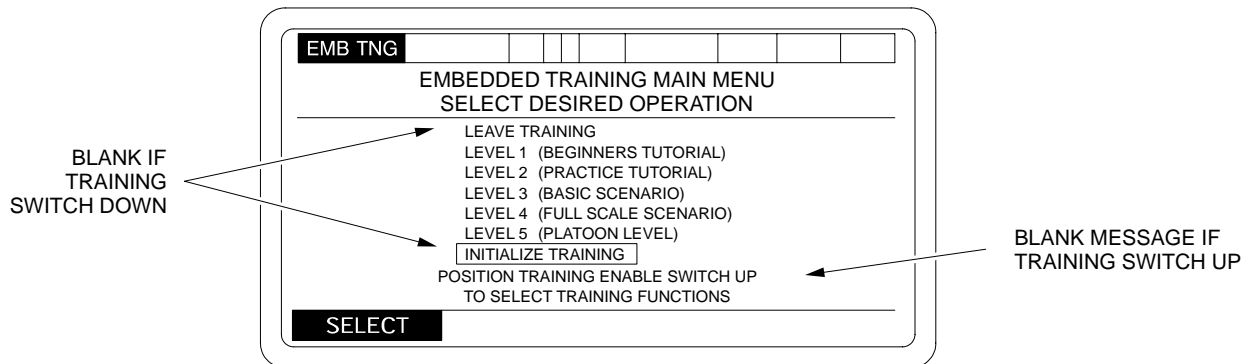 EMB TNG
EMBEDDED TRAINING MAIN MENU
SELECT DESIRED OPERATION
LEAVE TRAINING
LEVEL 1 (BEGINNERS TUTORIAL)
LEVEL 2 (PRACTICE TUTORIAL)
LEVEL 3 (BASIC SCENARIO)
LEVEL 4 (FULL SCALE SCENARIO)
LEVEL 5 (PLATOON LEVEL)
INITIALIZE TRAINING
POSITION TRAINING ENABLE SWITCH UP
TO SELECT TRAINING FUNCTIONS
SELECT
BLANK IF
TRAINING
SWITCH DOWN
BLANK MESSAGE IF
TRAINING SWITCH UP